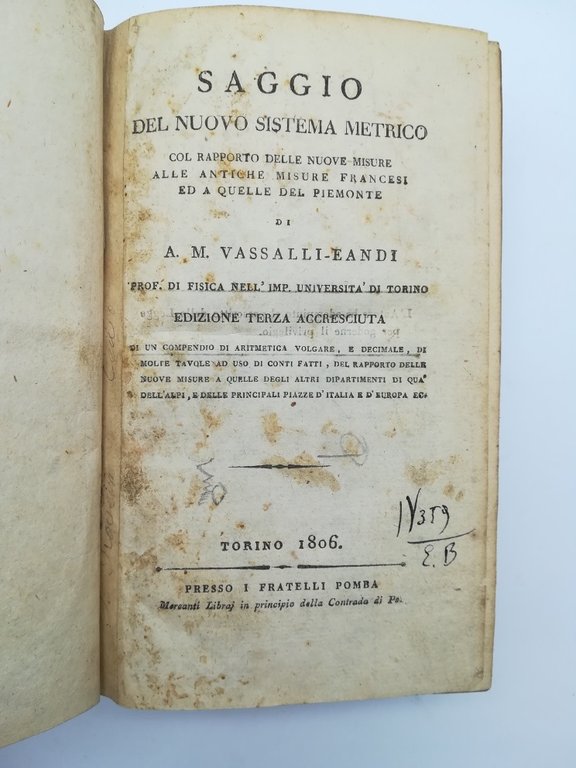 SAGGIO
DEL NUOVO SISTEMA METRICO
COL RAPPORTO DELLE NUOVE MISURE
ALLE ANTICHE MISURE FRANCESI
ED A QUELLE DEL PIEMONTE
DI
A. M. VASSALLI-EANDI
PROF. DI FISICA NELL' IMP. UNIVERSITA' DI TORINO
EDIZIONE TERZA ACCRESCIUTA
DI UN COMPENDIO DI ARITMETICA VOLGARE, E DECIMALE, DI
MOLTE TAVOLE AD USO DI CONTI FATTI, DEL RAPPORTO DELLE
NUOVE MISURE A QUELLE DEGLI ALTRI DIPARTIMENTI DI QUA'
DELL'ALPI, E DELLE PRINCIPALI PIAZZE D'ITALIA E D'EUROPA EC.
TORINO 1806.
PRESSO I FRATELLI POMBA
Mercanti Libraj in principio della Contrada di Po.
359
E. B